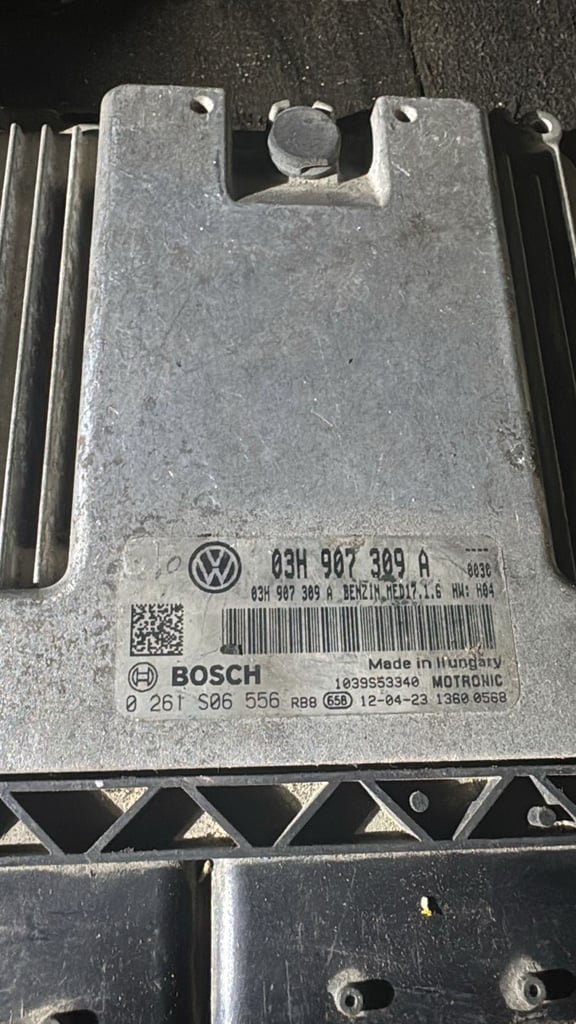 03H 907 309 A
0030
03H 907 309 A BENZIN MED17.1.6 HW: H04
BOSCH
Made in Hungary
1039S53340 MOTRONIC
0 261 S06 556 RB8 658 12-04-23 1360 0568